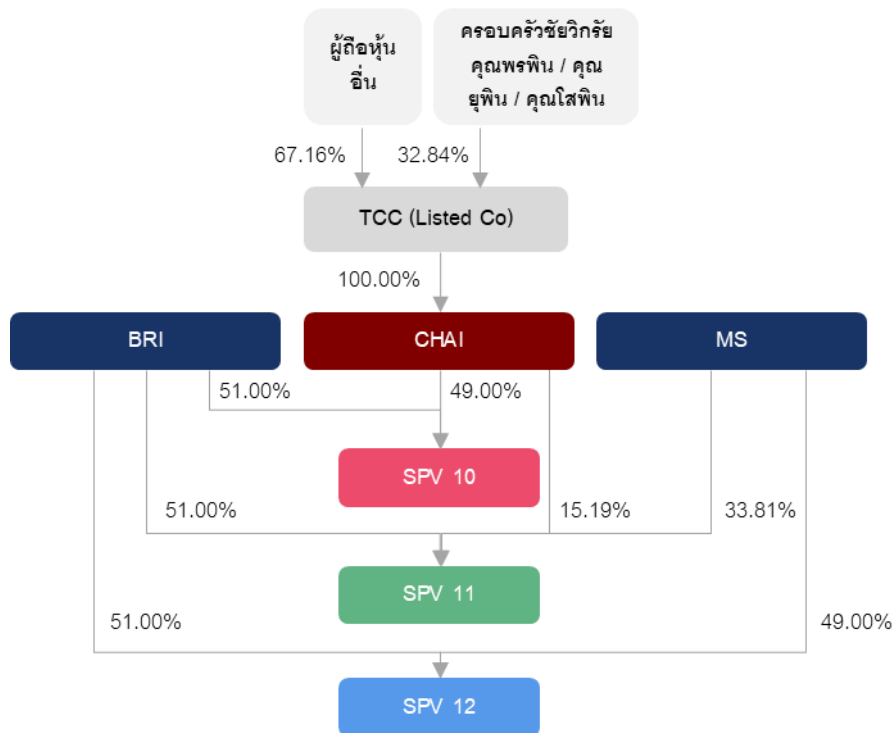 ผู้ถือหุ้น
อื่น
ครอบครัวชัยวิกรัย
คุณพรพิน / คุณ
ยุพิน / คุณโสพิน
67.16%
32.84%
TCC (Listed Co)
100.00%
BRI
CHAI
MS
51.00%
49.00%
SPV 10
51.00%
15.19%
33.81%
SPV 11
51.00%
49.00%
SPV 12